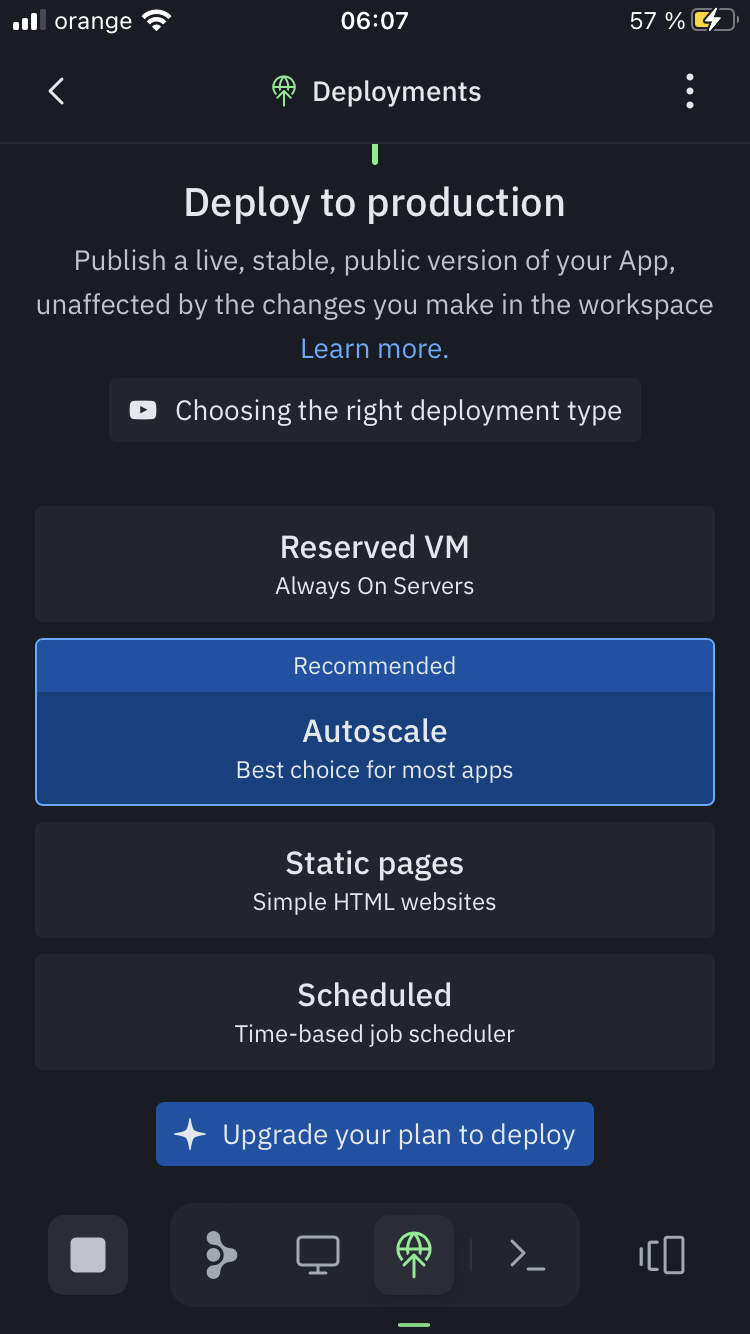 orange 06:07 57 %
Deployments
Deploy to production
Publish a live, stable, public version of your App,
unaffected by the changes you make in the workspace
Learn more.
Choosing the right deployment type
Reserved VM
Always On Servers
Recommended
Autoscale
Best choice for most apps
Static pages
Simple HTML websites
Scheduled
Time-based job scheduler
Upgrade your plan to deploy